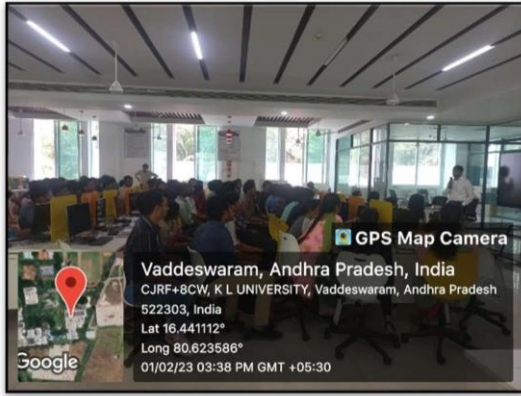 GPS Map Camera
Vaddeswaram, Andhra Pradesh, India
CJRF+8CW, K L UNIVERSITY, Vaddeswaram, Andhra Pradesh
522303, India
Lat 16.441112°
Long 80.623586°
01/02/23 03:38 PM GMT +05:30
Google